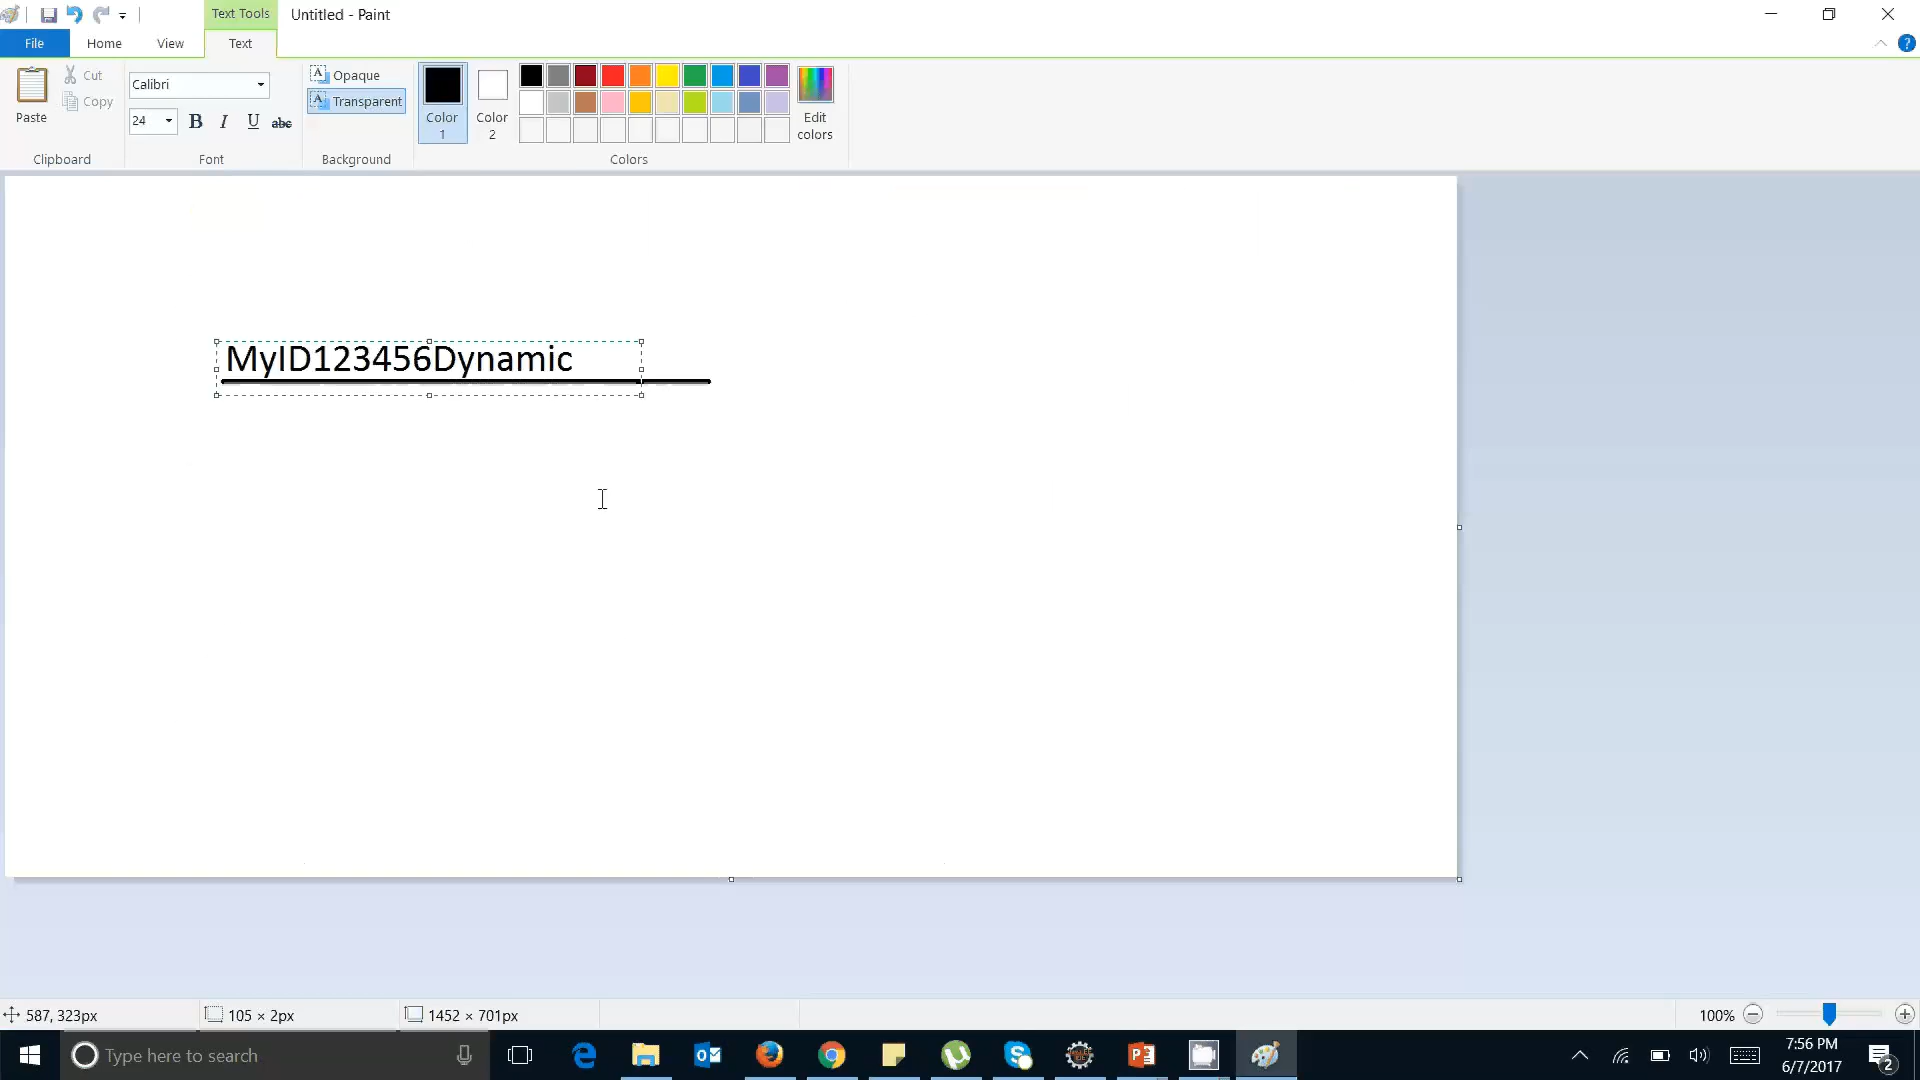 Text Tools
Untitled - Paint
File
Home
View
Text
Paste
Cut
Copy
Clipboard
Calibri
24
B
I
U
abc
Font
A Opaque
A Transparent
Background
Color
1
Color
2
Edit
colors
Colors
MyID123456Dynamic
587, 323px
105 × 2px
1452 × 701px
100%
Type here to search
7:56 PM
6/7/2017
2